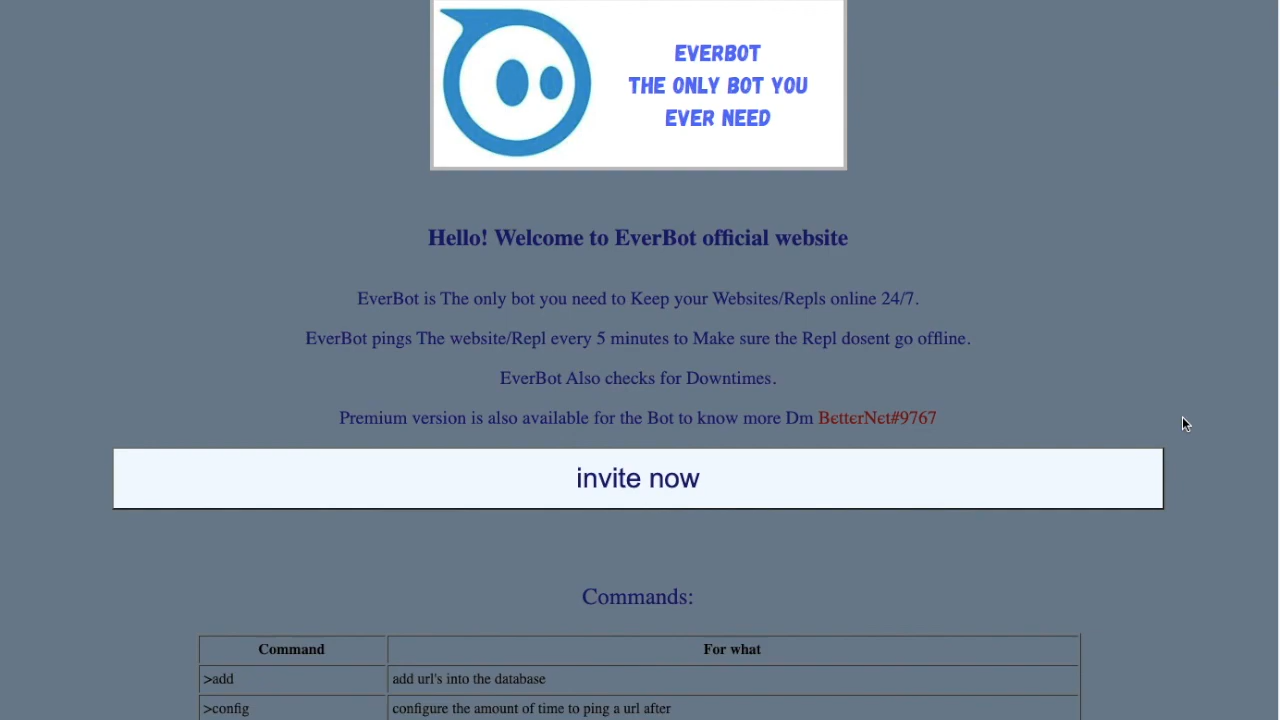 EVERBOT
THE ONLY BOT YOU
EVER NEED
Hello! Welcome to EverBot official website
EverBot is The only bot you need to Keep your Websites/Repls online 24/7.
EverBot pings The website/Repl every 5 minutes to Make sure the Repl dosent go offline.
EverBot Also checks for Downtimes.
Premium version is also available for the Bot to know more Dm BєttєrNєt#9767
invite now
Commands:
Command For what
>add add url's into the database
>config configure the amount of time to ping a url after